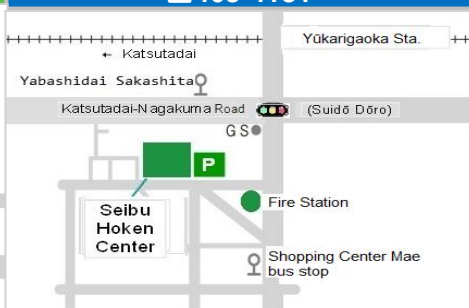 Yūkarigaoka Sta.
← Katsutadai
Yabashidai Sakashita
Katsutadai-Nagakuma Road
(Suidō Dōro)
GS
P
Seibu
Hoken
Center
Fire Station
Shopping Center Mae
bus stop